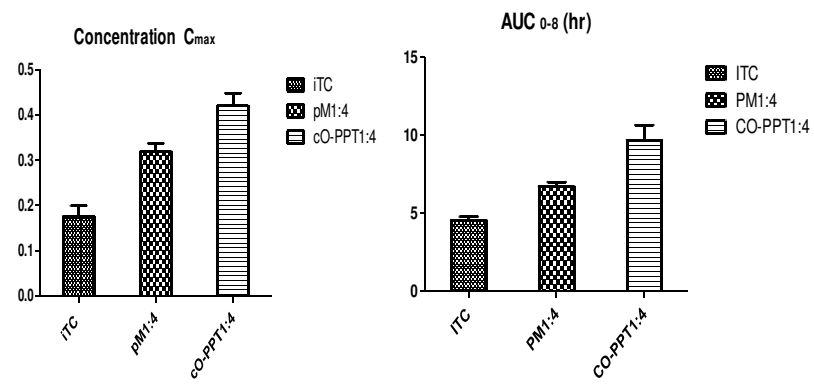 Concentration Cmax
0.5
0.4
0.3
0.2
0.1
0.0
iTC
pM1:4
cO-PPT1:4
iTC
pM1:4
cO-PPT1:4
AUC 0-8 (hr)
15
10
5
0
ITC
PM1:4
CO-PPT1:4
ITC
PM1:4
CO-PPT1:4